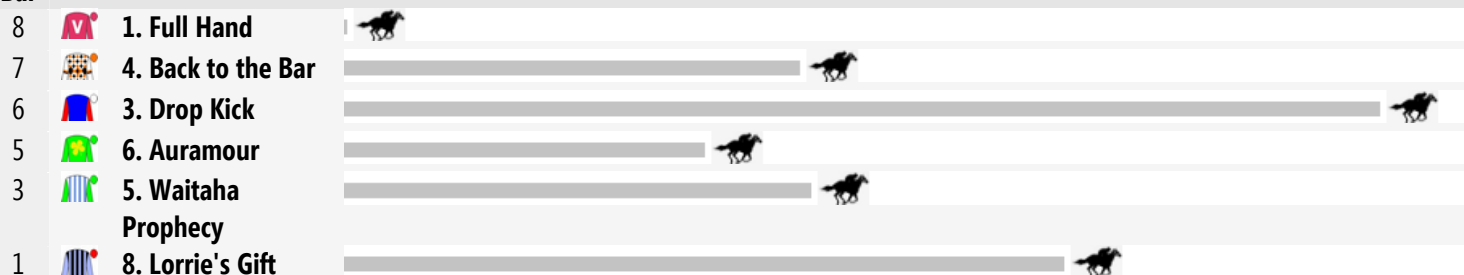 8 V 1. Full Hand
7 4. Back to the Bar
6 3. Drop Kick
5 6. Auramour
3 5. Waitaha
Prophecy
1 8. Lorrie's Gift